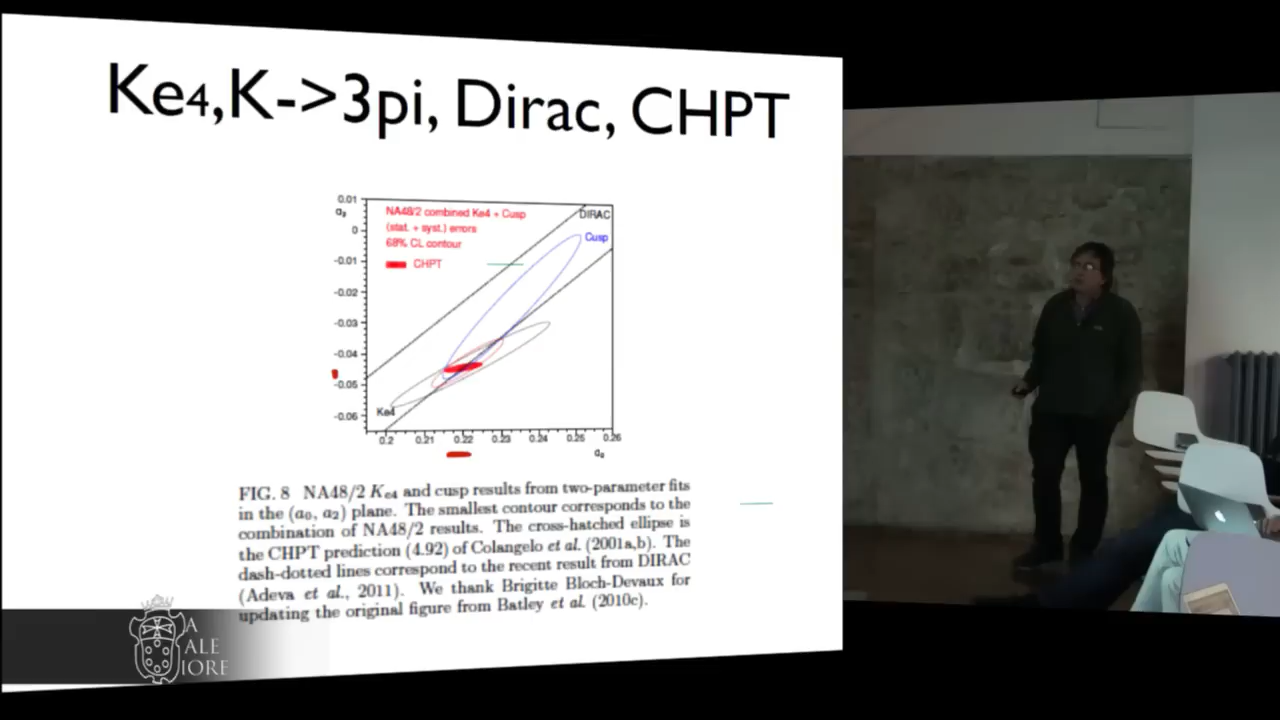 Ke4,K->3pi, Dirac, CHPT
0.01
a₂
0
-0.01
-0.02
-0.03
-0.04
-0.05
-0.06
NA48/2 combined Ke4 + Cusp
(stat. + syst.) errors
68% CL contour
CHPT
DIRAC
Cusp
Ke4
0.2 0.21 0.22 0.23 0.24 0.25 0.26
a₀
FIG. 8 NA48/2 Ke4 and cusp results from two-parameter fits
in the (a₀, a₂) plane. The smallest contour corresponds to the
combination of NA48/2 results. The cross-hatched ellipse is
the CHPT prediction (4.92) of Colangelo et al. (2001a,b). The
dash-dotted lines correspond to the recent result from DIRAC
(Adeva et al., 2011). We thank Brigitte Bloch-Devaux for
updating the original figure from Batley et al. (2010c).
A
ALE
IORE